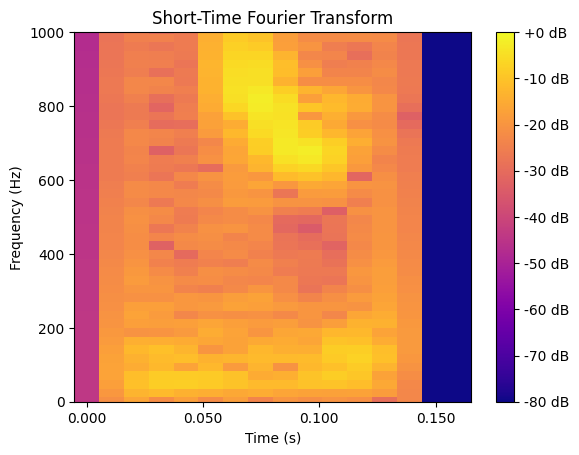 Short-Time Fourier Transform
Frequency (Hz)
1000
800
600
400
200
0
0.000
0.050
0.100
0.150
Time (s)
+0 dB
-10 dB
-20 dB
-30 dB
-40 dB
-50 dB
-60 dB
-70 dB
-80 dB